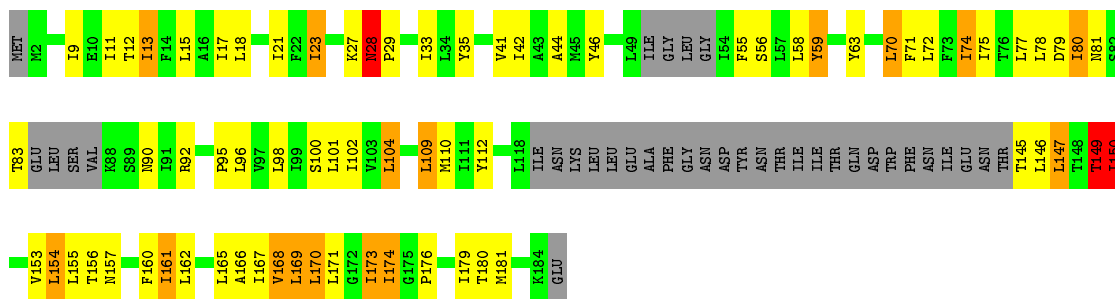 MET M2 I9 E10 I11 T12 I13 F14 L15 A16 I17 L18 I21 F22 I23 K27 N28 P29 I33 L34 Y35 V41 I42 A43 A44 M45 Y46 L49 ILE GLY LEU GLY I54 F55 S56 L57 L58 Y59 Y63 L70 F71 L72 F73 I74 I75 T76 L77 L78 D79 I80 N81 S82
T83 GLU LEU SER VAL K88 S89 N90 I91 R92 P95 L96 V97 L98 I99 S100 L101 I102 V103 L104 L109 M110 I111 Y112 L118 ILE ASN LYS LEU LEU GLU ALA PHE GLY ASN ASP TYR ASN THR ILE ILE THR GLN ASP TRP PHE ASN ILE GLU ASN THR T145 L146 L147 T148 T149 I150
V153 L154 L155 T156 N157 F160 I161 L162 L165 A166 I167 V168 L169 L170 L171 G172 I173 I174 G175 P176 I179 T180 M181 K184 GLU